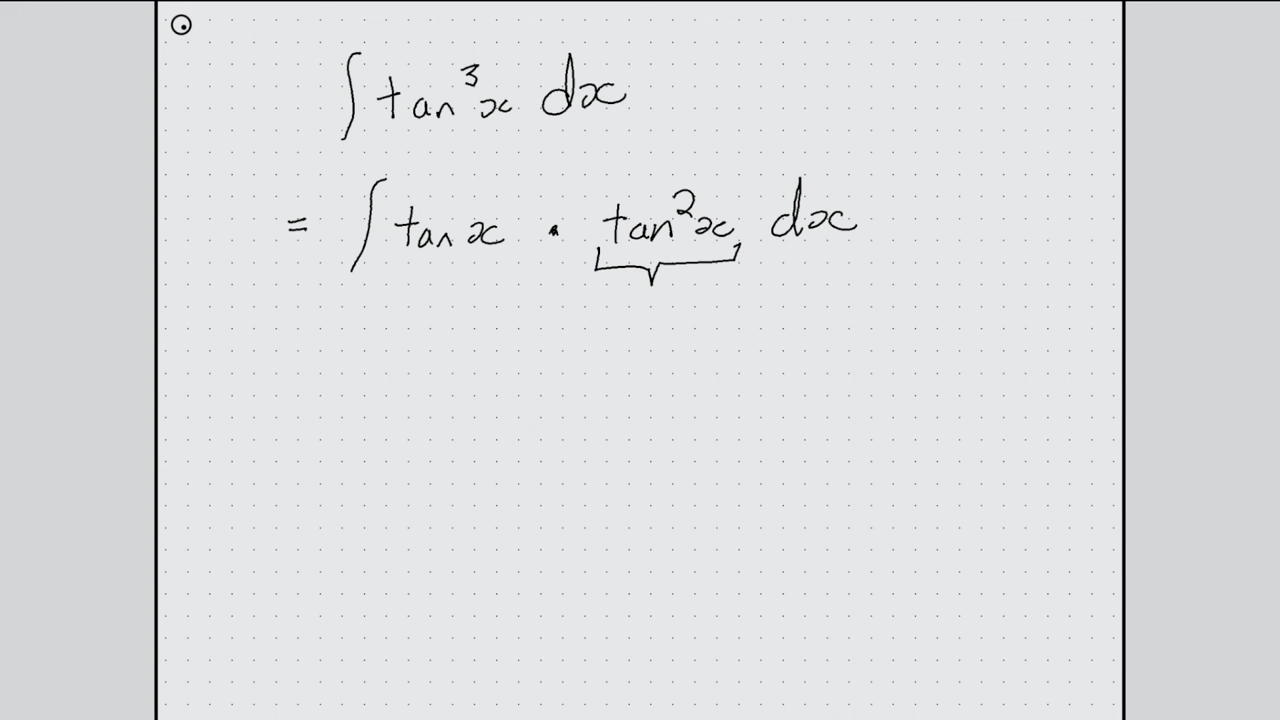 ∫ tan³x dx
= ∫ tan x · tan²x dx